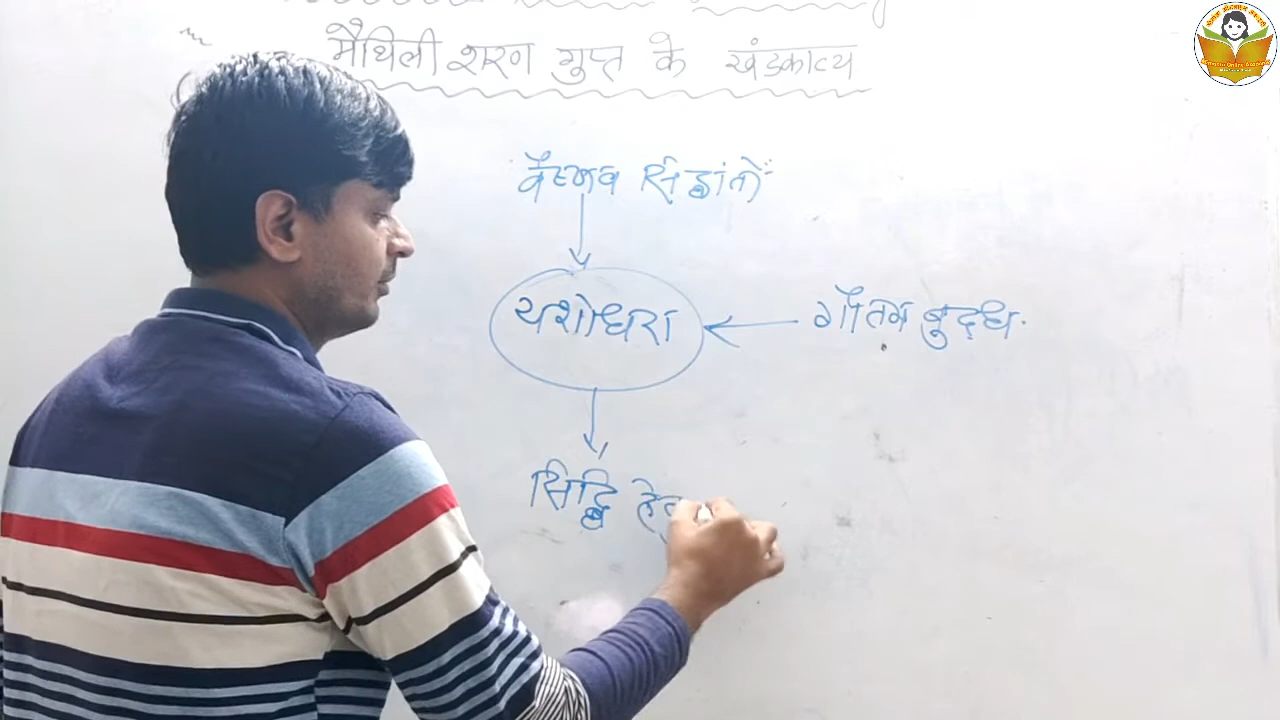 मैथिली शरण गुप्त के खंडकाव्य
वैष्णव सिद्धांतों
यशोधरा
गौतम बुद्ध
सिद्धि हेतु